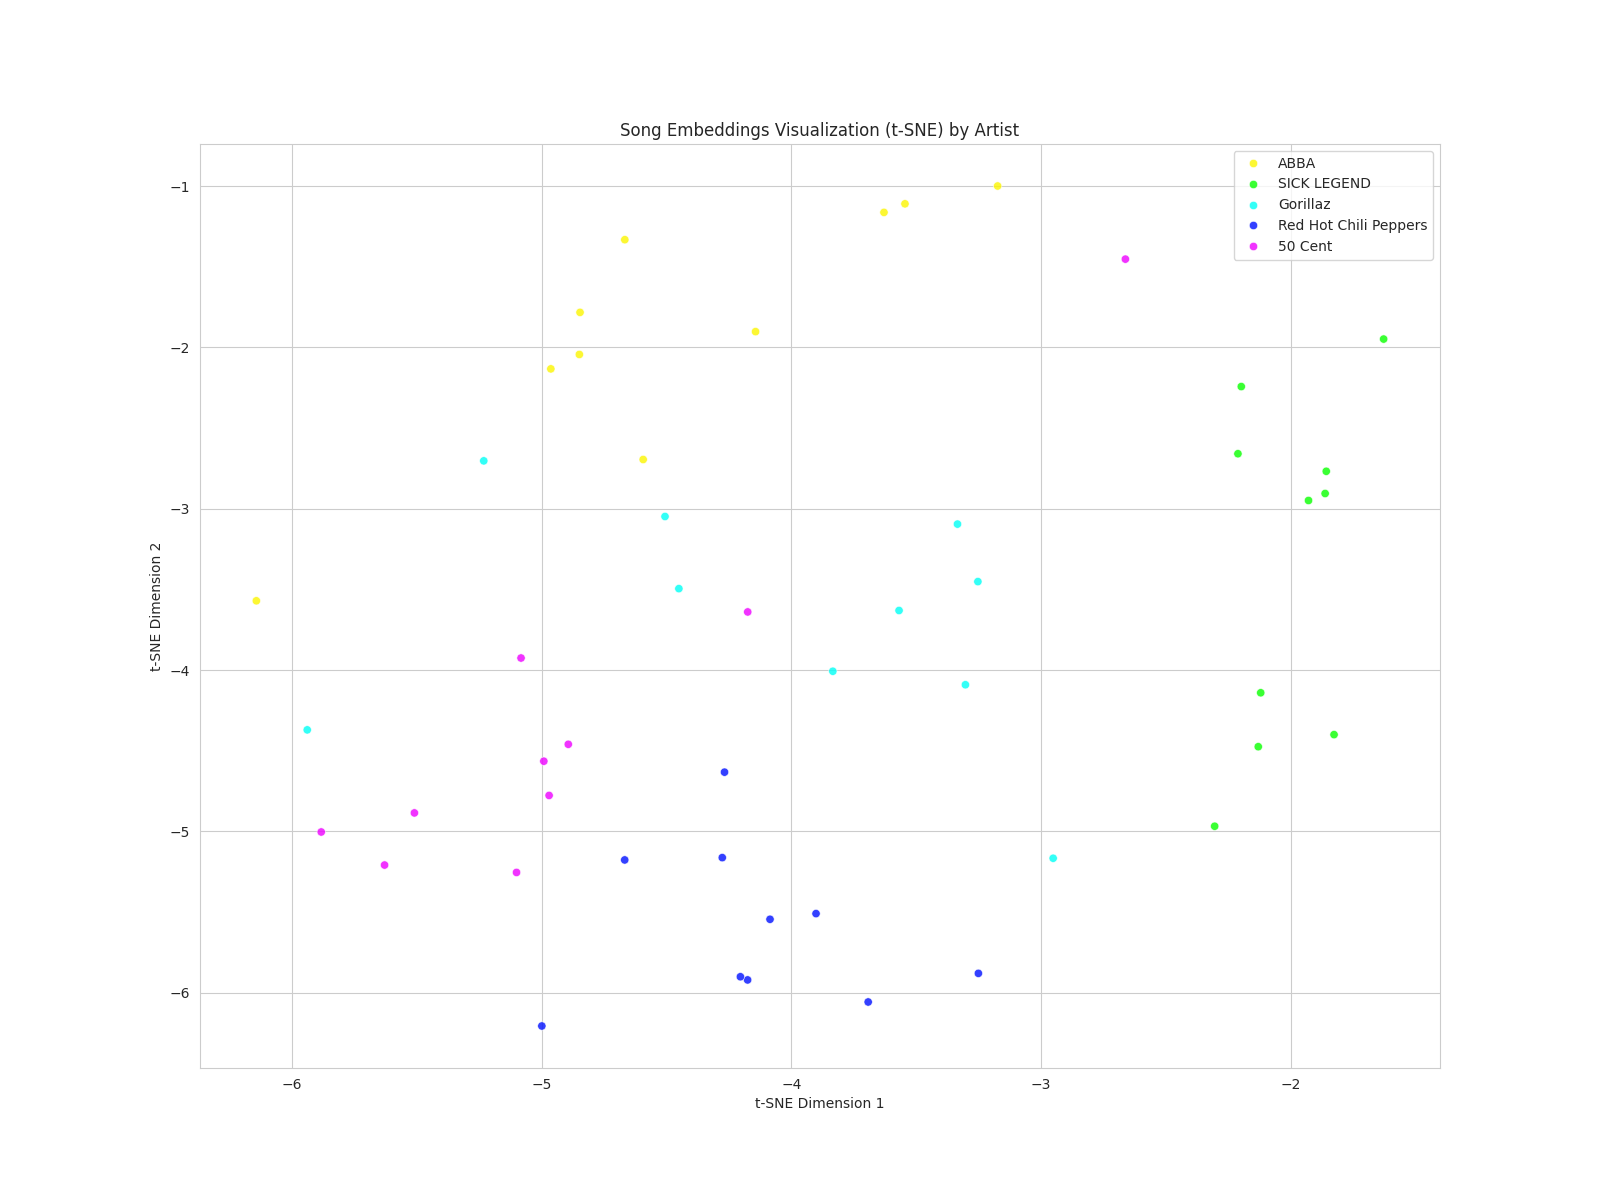 Song Embeddings Visualization (t-SNE) by Artist
ABBA
SICK LEGEND
Gorillaz
Red Hot Chili Peppers
50 Cent
−1
−2
−3
−4
−5
−6
t-SNE Dimension 2
−6
−5
−4
−3
−2
t-SNE Dimension 1